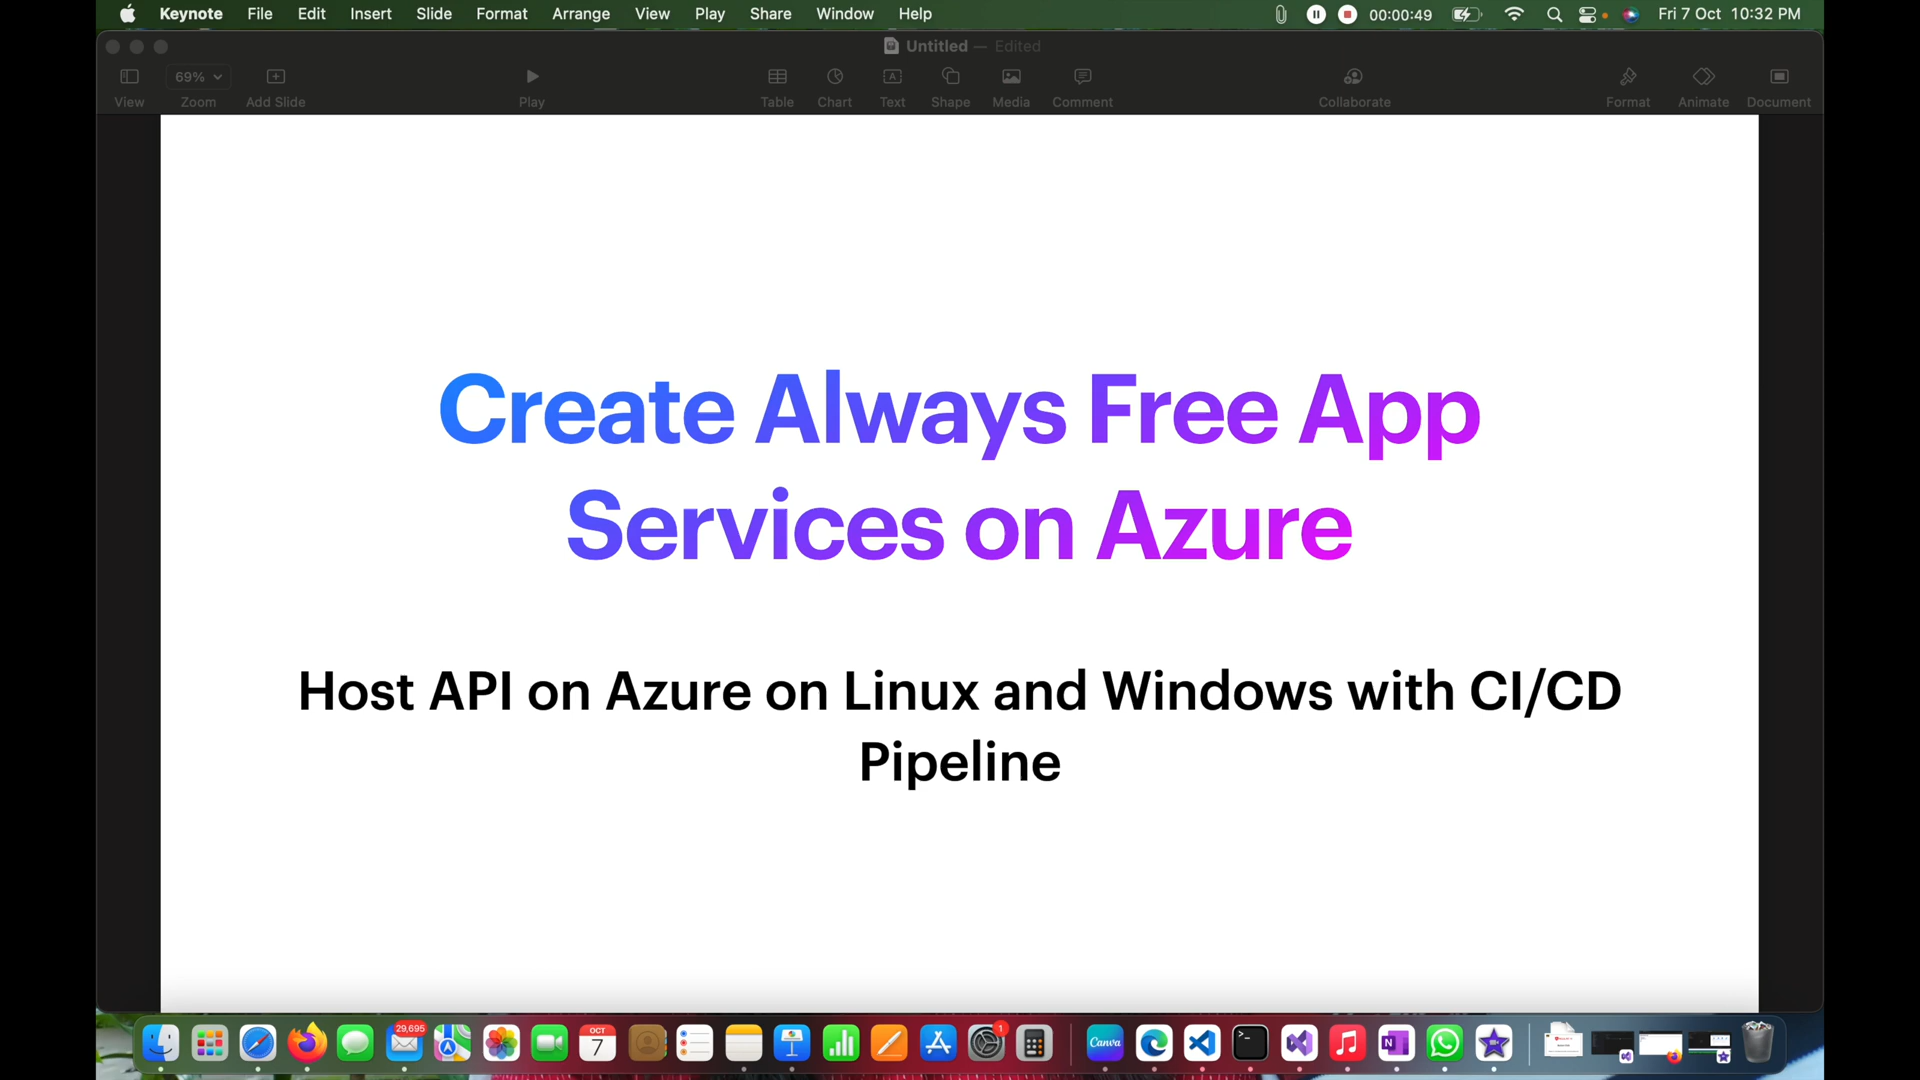 Keynote File Edit Insert Slide Format Arrange View Play Share Window Help 00:00:49 Fri 7 Oct 10:32 PM
Untitled — Edited
69%
View Zoom Add Slide Play Table Chart Text Shape Media Comment Collaborate Format Animate Document
Create Always Free App
Services on Azure
Host API on Azure on Linux and Windows with CI/CD
Pipeline
29,695
OCT
7
1
Canva